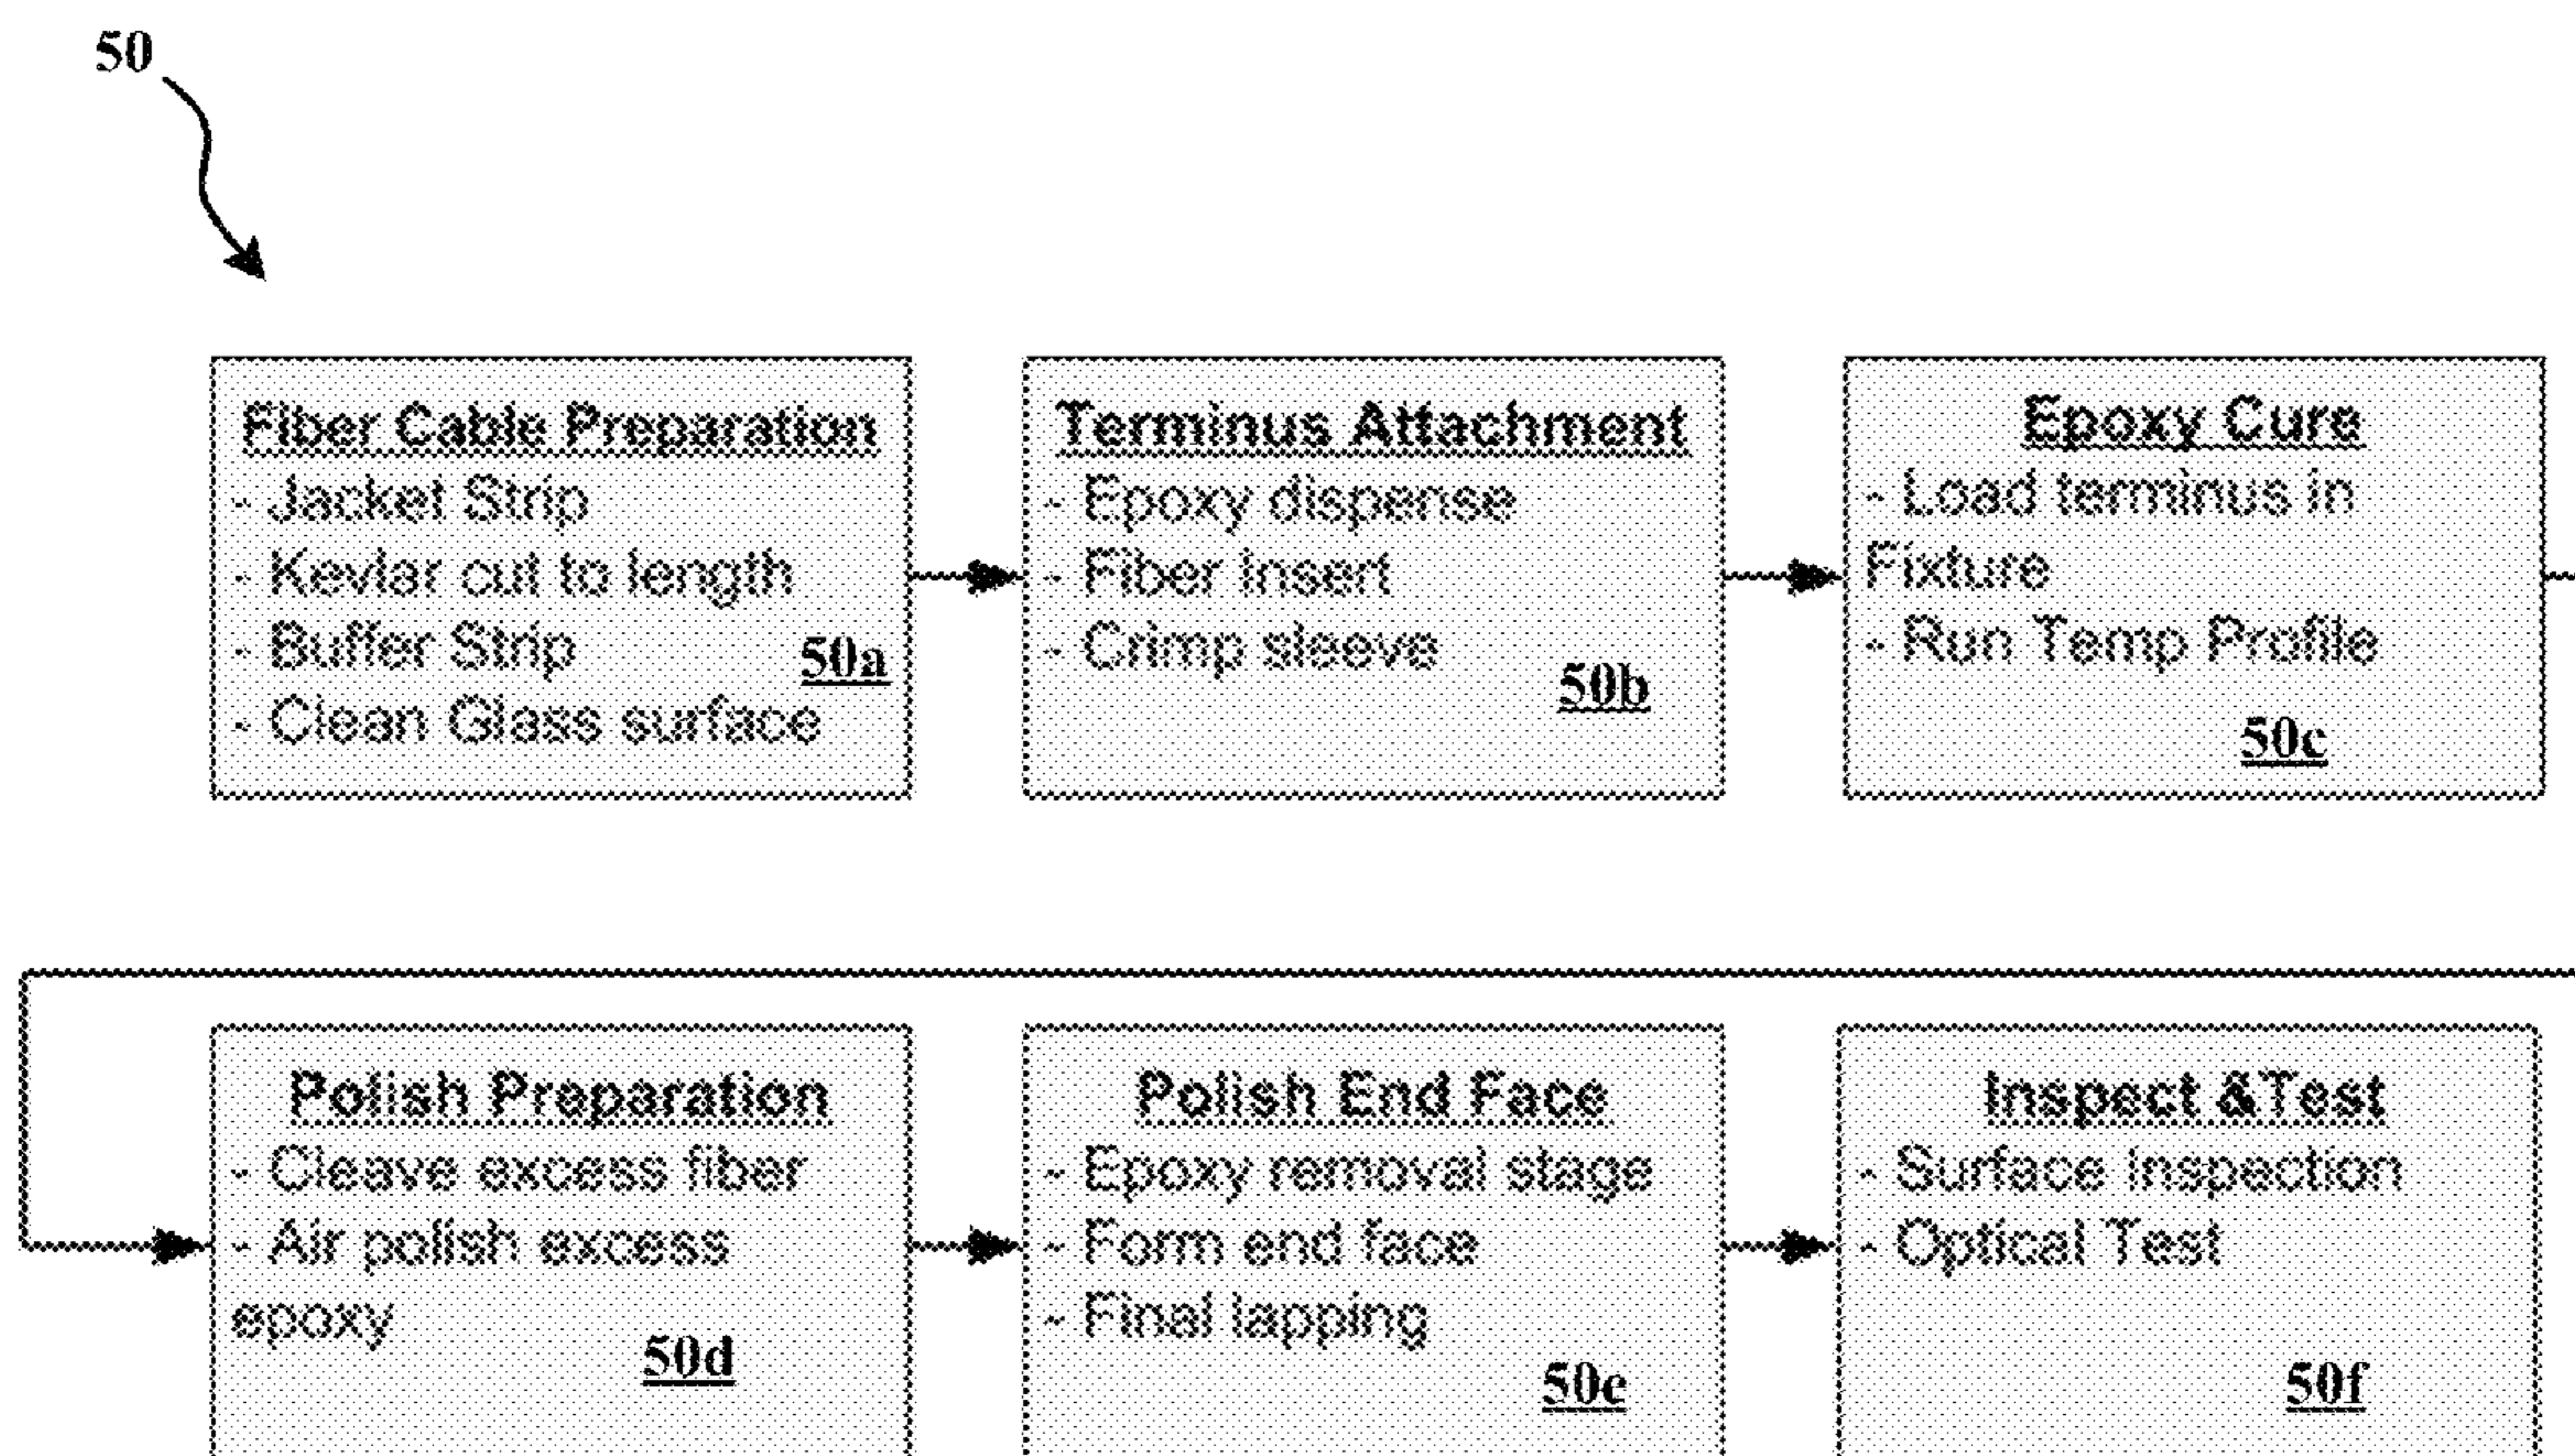 50
Fiber Cable Preparation
- Jacket Strip
- Kevlar cut to length
- Buffer Strip
50a
- Clean Glass surface
Terminus Attachment
- Epoxy dispense
- Fiber insert
- Crimp sleeve
50b
Epoxy Cure
- Load terminus in
Fixture
- Run Temp Profile
50c
Polish Preparation
- Cleave excess fiber
- Air polish excess
epoxy
50d
Polish End Face
- Epoxy removal stage
- Form end face
- Final lapping
50e
Inspect &Test
- Surface inspection
- Optical Test
50f